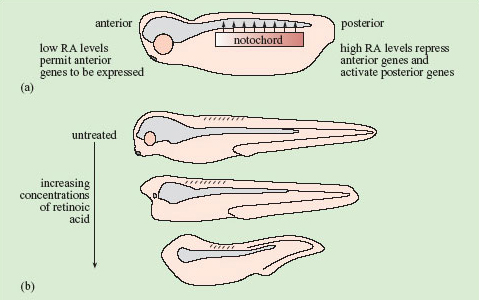 anterior
posterior
notochord
low RA levels
permit anterior
genes to be expressed
high RA levels repress
anterior genes and
activate posterior genes
(a)
untreated
increasing
concentrations
of retinoic
acid
(b)